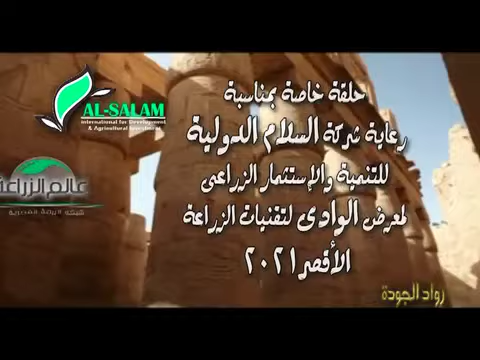 AL-SALAM
International for Development
& Agricultural Investment
حلقة خاصة بمناسبة
رعاية شركة السلام الدولية
للتنمية والإستثمار الزراعى
لمعرض الوادى لتقنيات الزراعة
الأقصر ٢٠٢١
عالم الزراعة
رواد الجودة